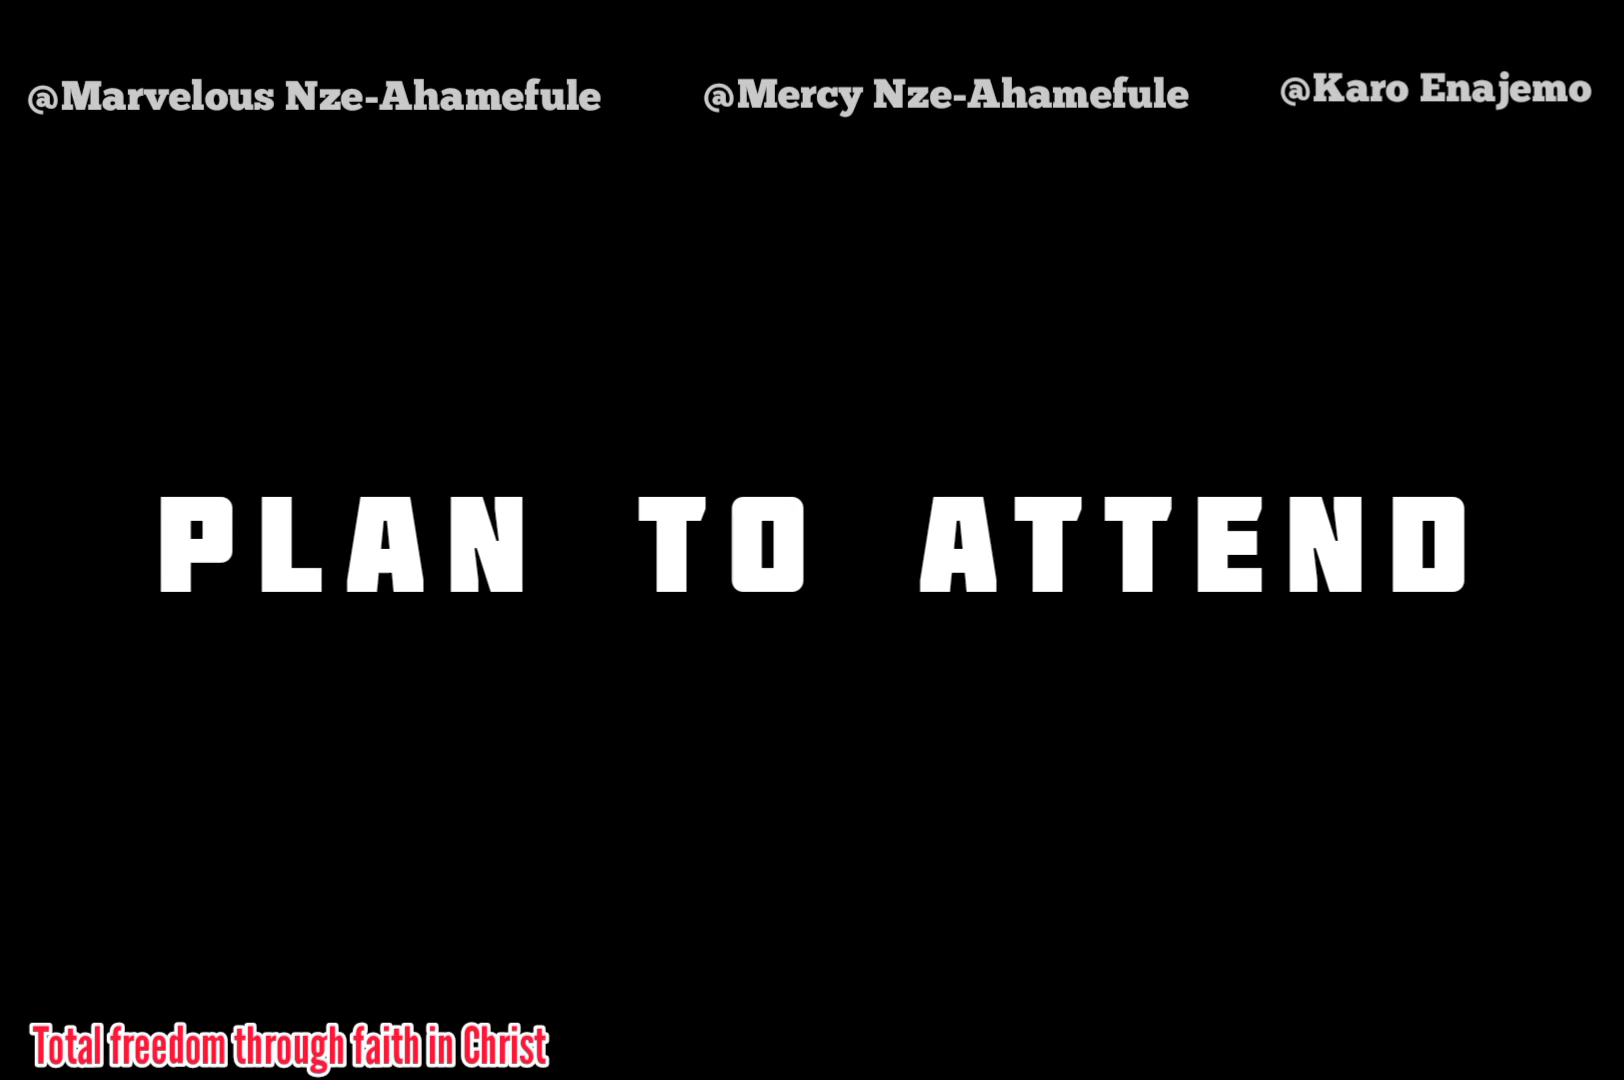 @Marvelous Nze-Ahamefule @Mercy Nze-Ahamefule @Karo Enajemo
PLAN TO ATTEND
Total freedom through faith in Christ